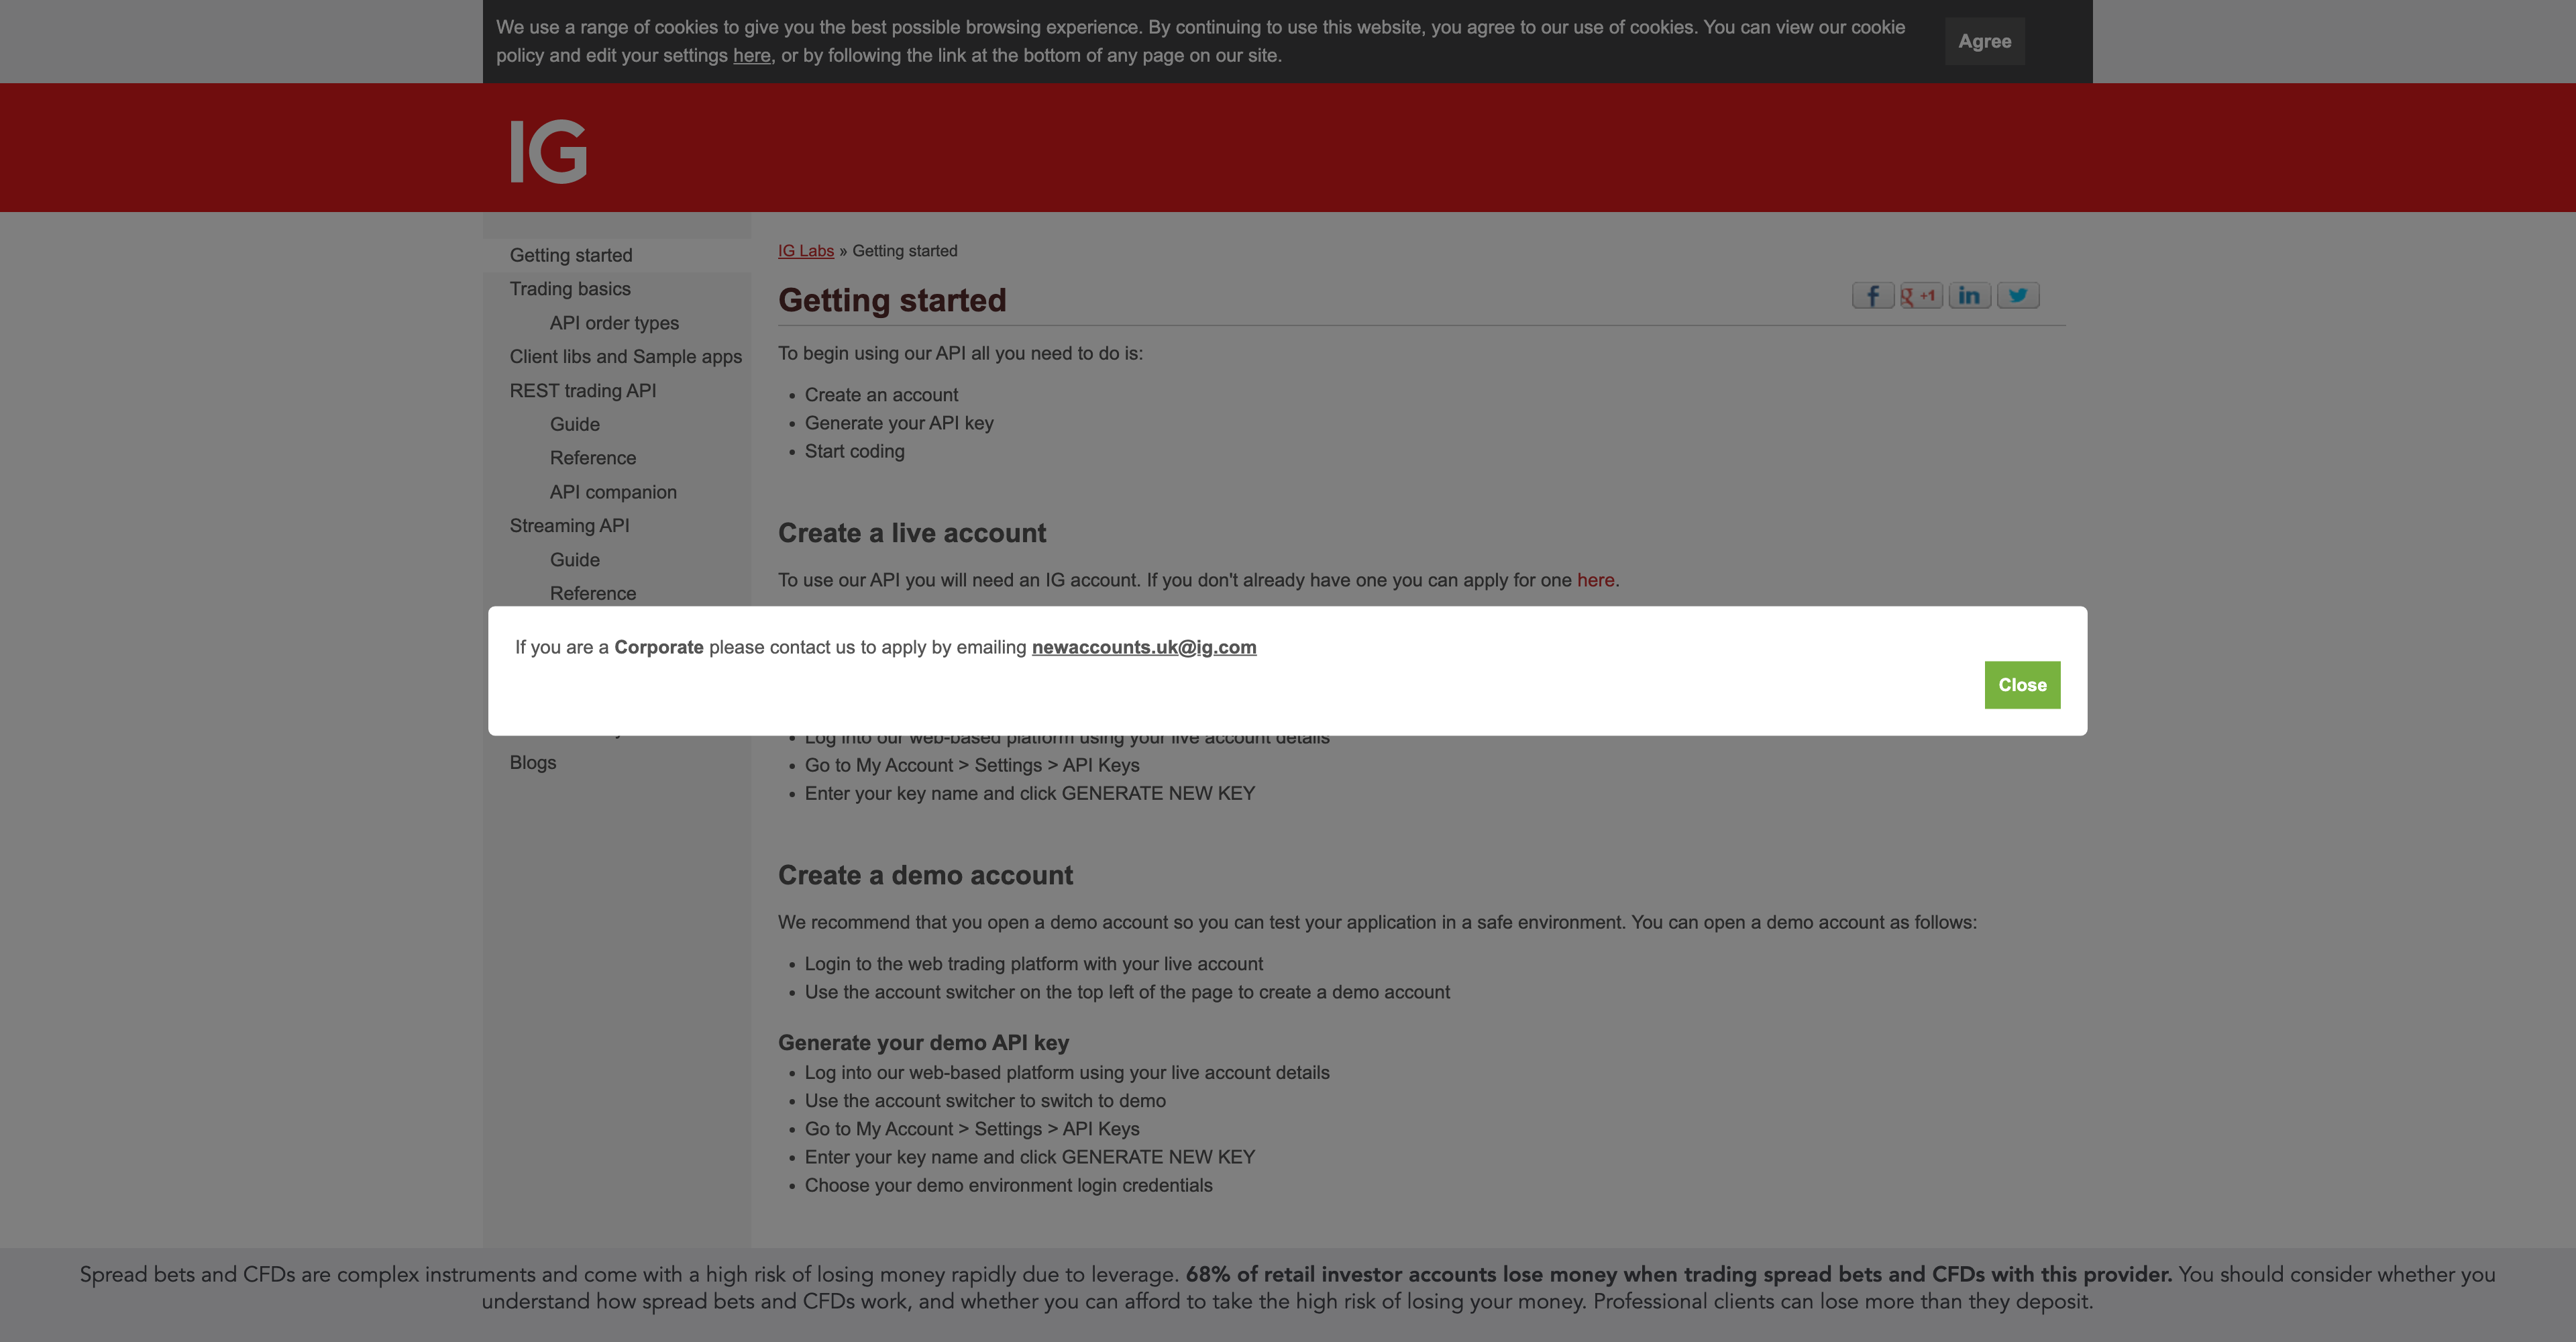 We use a range of cookies to give you the best possible browsing experience. By continuing to use this website, you agree to our use of cookies. You can view our cookie
policy and edit your settings here, or by following the link at the bottom of any page on our site.
Agree
IG
Getting started
Trading basics
API order types
Client libs and Sample apps
REST trading API
Guide
Reference
API companion
Streaming API
Guide
Reference
Blogs
IG Labs » Getting started
Getting started
+1
in
To begin using our API all you need to do is:
• Create an account
• Generate your API key
• Start coding
Create a live account
To use our API you will need an IG account. If you don't already have one you can apply for one here.
If you are a Corporate please contact us to apply by emailing newaccounts.uk@ig.com
Close
• Log into our web-based platform using your live account details
• Go to My Account > Settings > API Keys
• Enter your key name and click GENERATE NEW KEY
Create a demo account
We recommend that you open a demo account so you can test your application in a safe environment. You can open a demo account as follows:
• Login to the web trading platform with your live account
• Use the account switcher on the top left of the page to create a demo account
Generate your demo API key
• Log into our web-based platform using your live account details
• Use the account switcher to switch to demo
• Go to My Account > Settings > API Keys
• Enter your key name and click GENERATE NEW KEY
• Choose your demo environment login credentials
Spread bets and CFDs are complex instruments and come with a high risk of losing money rapidly due to leverage. 68% of retail investor accounts lose money when trading spread bets and CFDs with this provider. You should consider whether you
understand how spread bets and CFDs work, and whether you can afford to take the high risk of losing your money. Professional clients can lose more than they deposit.